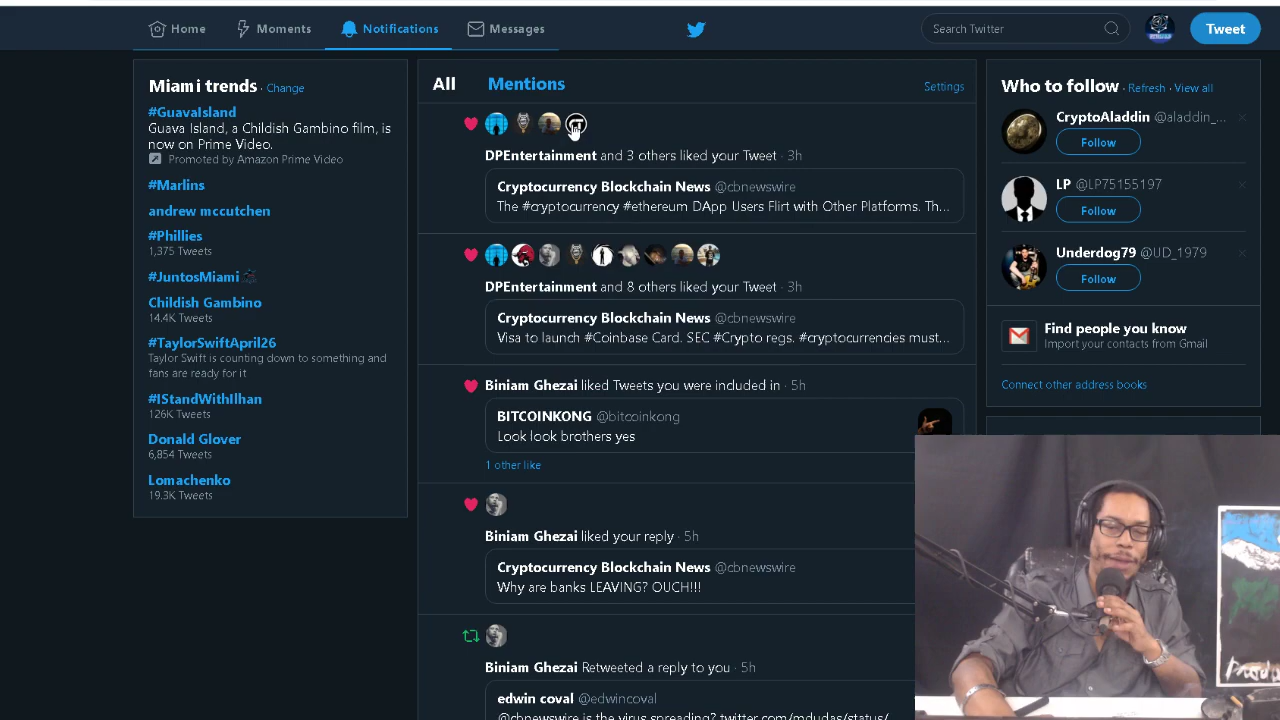 Home
Moments
Notifications
Messages
Search Twitter
Tweet
Miami trends · Change
#GuavaIsland
Guava Island, a Childish Gambino film, is
now on Prime Video.
Promoted by Amazon Prime Video
#Marlins
andrew mccutchen
#Phillies
1,375 Tweets
#JuntosMiami
Childish Gambino
14.4K Tweets
#TaylorSwiftApril26
Taylor Swift is counting down to something and
fans are ready for it
#IStandWithIlhan
126K Tweets
Donald Glover
6,854 Tweets
Lomachenko
19.3K Tweets
All
Mentions
Settings
DPEntertainment and 3 others liked your Tweet · 3h
Cryptocurrency Blockchain News @cbnewswire
The #cryptocurrency #ethereum DApp Users Flirt with Other Platforms. Th...
DPEntertainment and 8 others liked your Tweet · 3h
Cryptocurrency Blockchain News @cbnewswire
Visa to launch #Coinbase Card. SEC #Crypto regs. #cryptocurrencies must...
Biniam Ghezai liked Tweets you were included in · 5h
BITCOINKONG @bitcoinkong
Look look brothers yes
1 other like
Biniam Ghezai liked your reply · 5h
Cryptocurrency Blockchain News @cbnewswire
Why are banks LEAVING? OUCH!!!
Biniam Ghezai Retweeted a reply to you · 5h
edwin coval @edwincoval
@cbnewswire is the virus spreading? twitter.com/mdudas/status/
Who to follow · Refresh · View all
CryptoAladdin @aladdin_...
Follow
LP @LP75155197
Follow
Underdog79 @UD_1979
Follow
Find people you know
Import your contacts from Gmail
Connect other address books